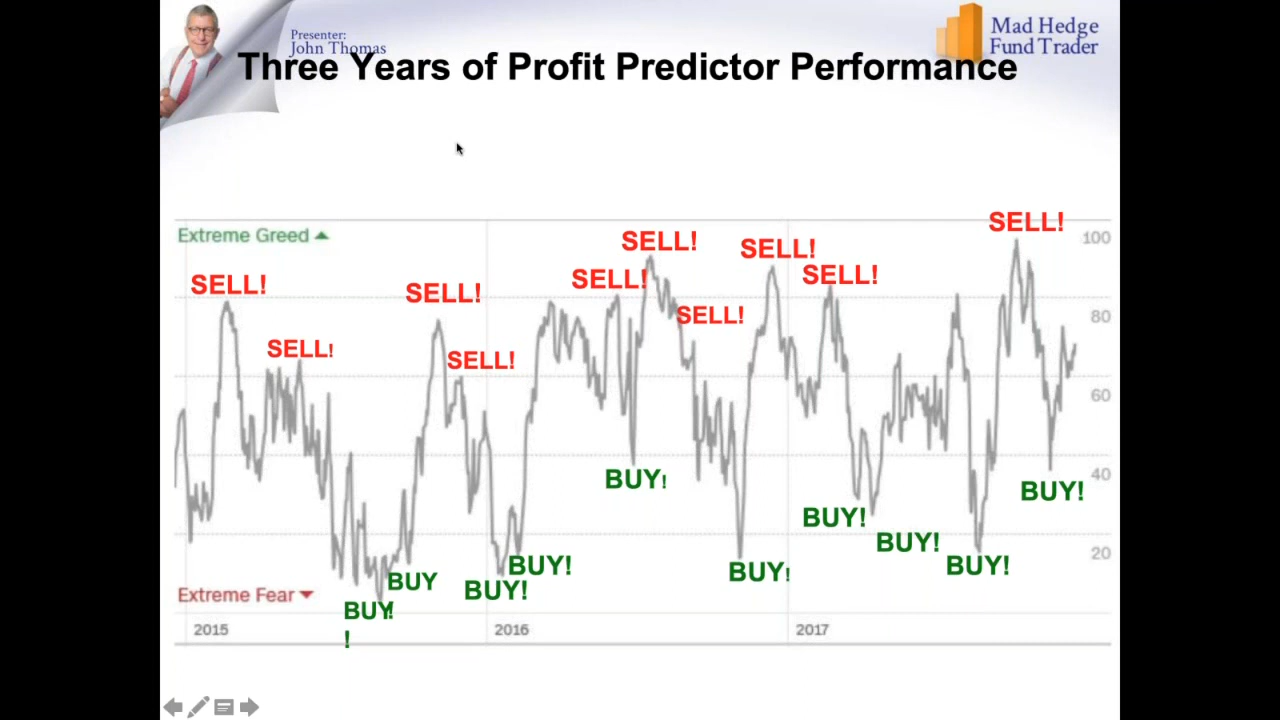 Presenter:
John Thomas
Mad Hedge
Fund Trader
Three Years of Profit Predictor Performance
SELL!
Extreme Greed
100
SELL!
SELL!
SELL!
SELL!
SELL!
SELL!
SELL!
80
SELL!
SELL!
SELL!
60
40
BUY!
BUY!
BUY!
BUY!
20
BUY!
BUY!
BUY!
BUY
BUY!
Extreme Fear
BUY!
!
2015
2016
2017